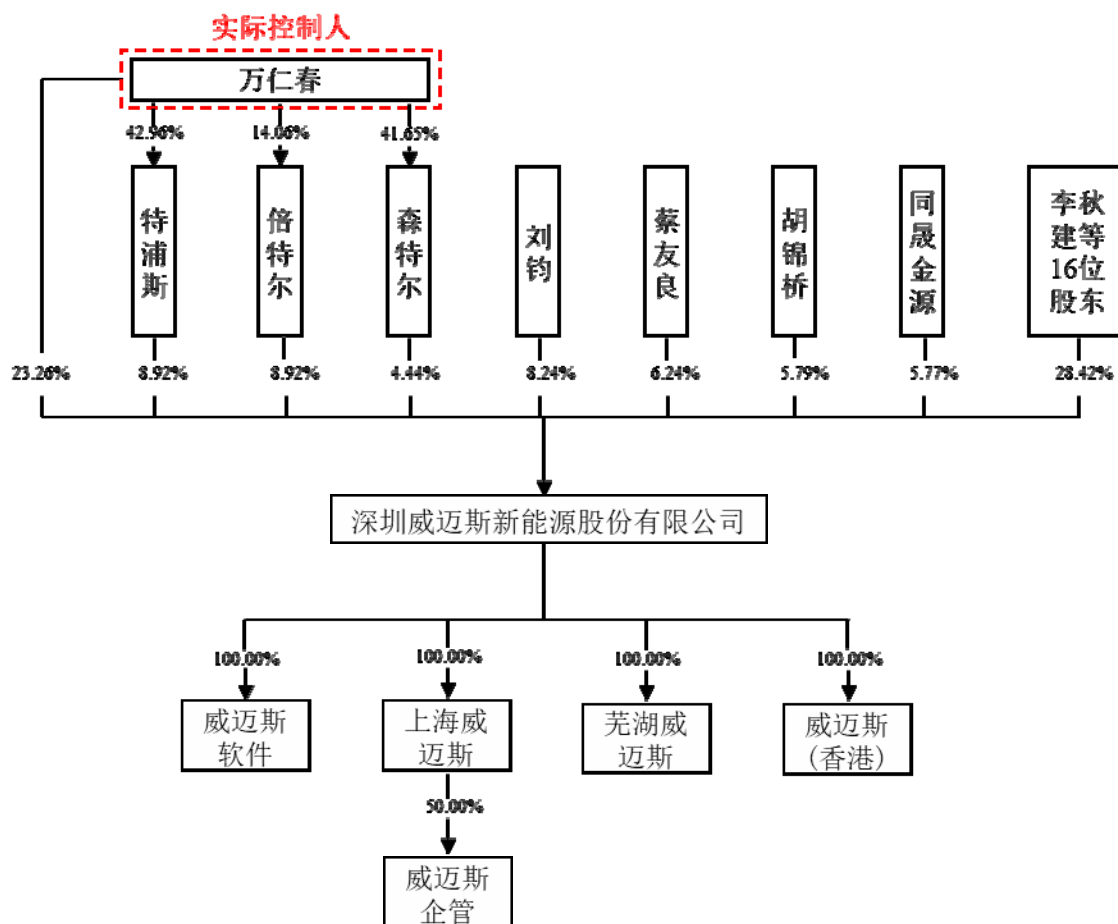 实际控制人
万仁春
42.96%
14.06%
41.65%
特浦斯
倍特尔
森特尔
刘钧
蔡友良
胡锦桥
同晟金源
李秋
建等
16位
股东
23.26%
8.92%
8.92%
4.44%
8.24%
6.24%
5.79%
5.77%
28.42%
深圳威迈斯新能源股份有限公司
100.00%
100.00%
100.00%
100.00%
威迈斯
软件
上海威
迈斯
芜湖威
迈斯
威迈斯
(香港)
50.00%
威迈斯
企管